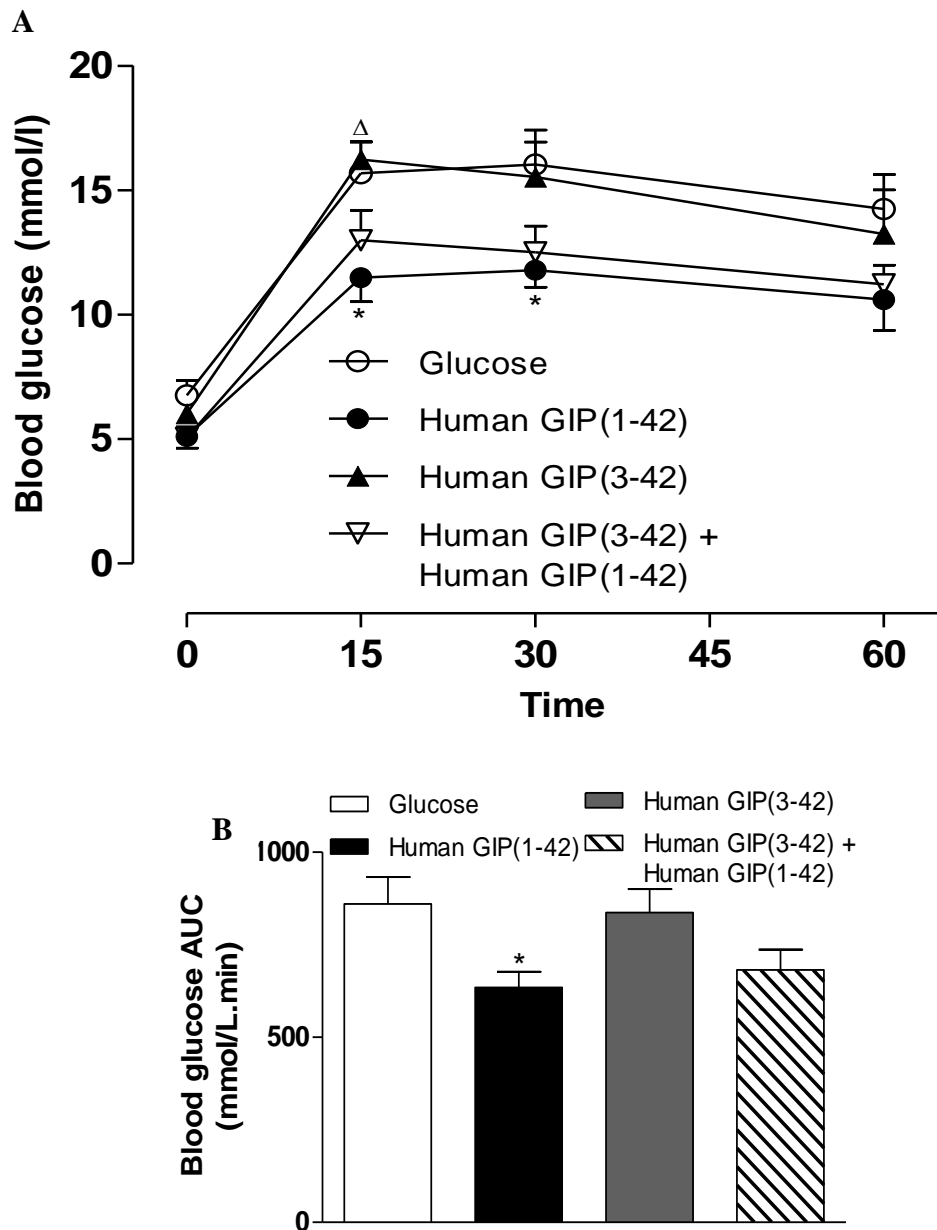 A
20
15
10
5
0
Blood glucose (mmol/l)
Δ
*
*
Glucose
Human GIP(1-42)
Human GIP(3-42)
Human GIP(3-42) +
Human GIP(1-42)
0
15
30
45
60
Time
B
Glucose
Human GIP(1-42)
Human GIP(3-42)
Human GIP(3-42) +
Human GIP(1-42)
1000
500
0
Blood glucose AUC
(mmol/L.min)
*